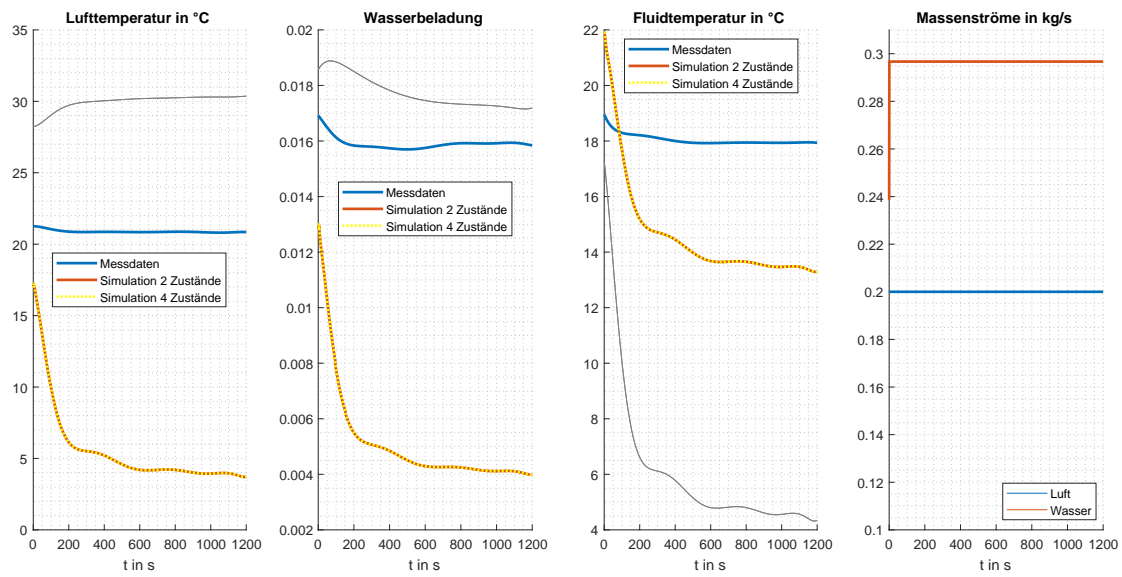 Lufttemperatur in °C
35
30
25
20
15
10
5
0
Messdaten
Simulation 2 Zustände
Simulation 4 Zustände
0 200 400 600 800 1000 1200
t in s
Wasserbeladung
0.02
0.018
0.016
0.014
0.012
0.01
0.008
0.006
0.004
0.002
Messdaten
Simulation 2 Zustände
Simulation 4 Zustände
0 200 400 600 800 1000 1200
t in s
Fluidtemperatur in °C
22
20
18
16
14
12
10
8
6
4
Messdaten
Simulation 2 Zustände
Simulation 4 Zustände
0 200 400 600 800 1000 1200
t in s
Massenströme in kg/s
0.3
0.28
0.26
0.24
0.22
0.2
0.18
0.16
0.14
0.12
0.1
Luft
Wasser
0 200 400 600 800 1000 1200
t in s